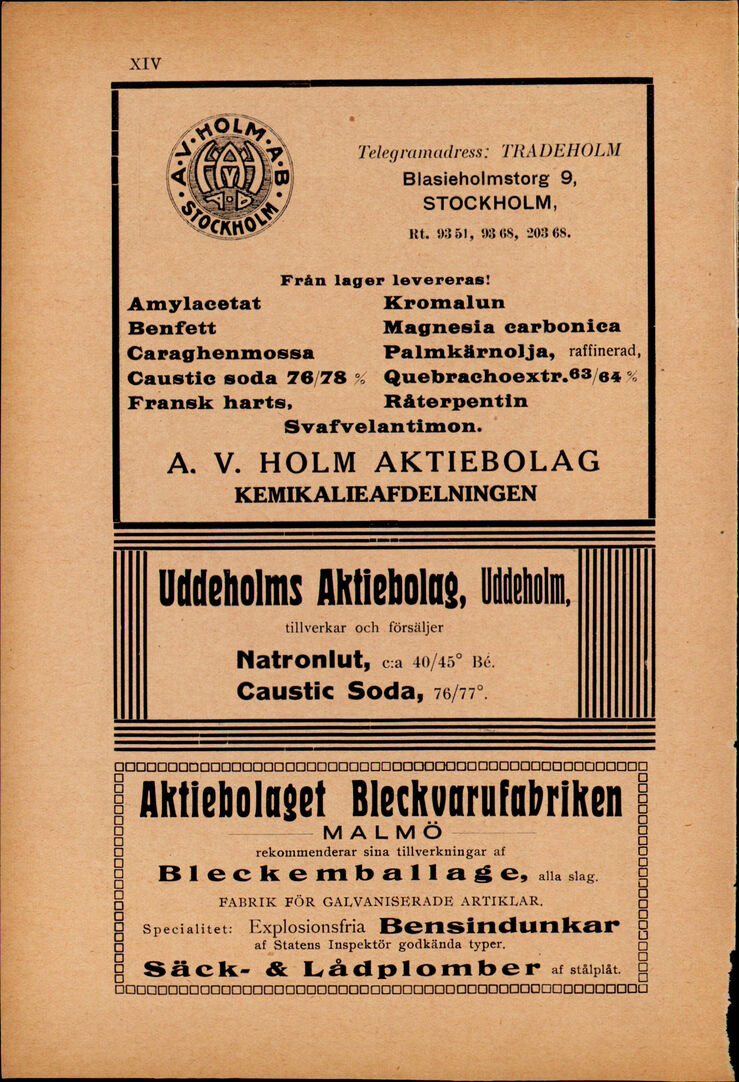 XIV
A. V. HOLM A. B. STOCKHOLM
Telegramadress: TRADEHOLM
Blasieholmstorg 9,
STOCKHOLM,
Rt. 93 51, 93 68, 203 68.
Från lager levereras!
Amylacetat Kromalun
Benfett Magnesia carbonica
Caraghenmossa Palmkärnolja, raffinerad,
Caustic soda 76/78 % Quebrachoextr. 63/64 %
Fransk harts, Råterpentin
Svafvelantimon.
A. V. HOLM AKTIEBOLAG
KEMIKALIEAFDELNINGEN
Uddeholms Aktiebolag, Uddeholm,
tillverkar och försäljer
Natronlut, c:a 40/45° Bé.
Caustic Soda, 76/77°.
Aktiebolaget Bleckvarufabriken
MALMÖ
rekommenderar sina tillverkningar af
Bleckemballage, alla slag.
FABRIK FÖR GALVANISERADE ARTIKLAR.
Specialitet: Explosionsfria Bensindunkar
af Statens Inspektör godkända typer.
Säck- & Lådplomber af stålplåt.